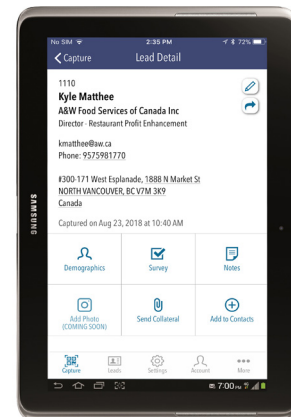 No SIM 2:35 PM 72%
Capture Lead Detail
1110
Kyle Matthee
A&W Food Services of Canada Inc
Director - Restaurant Profit Enhancement
kmatthee@aw.ca
Phone: 9575981770
#300-171 West Esplanade, 1888 N Market St
NORTH VANCOUVER, BC V7M 3K9
Canada
Captured on Aug 23, 2018 at 10:40 AM
Demographics Survey Notes
Add Photo Send Collateral Add to Contacts
(COMING SOON)
Capture Leads Settings Account More
7:00 PM
SAMSUNG